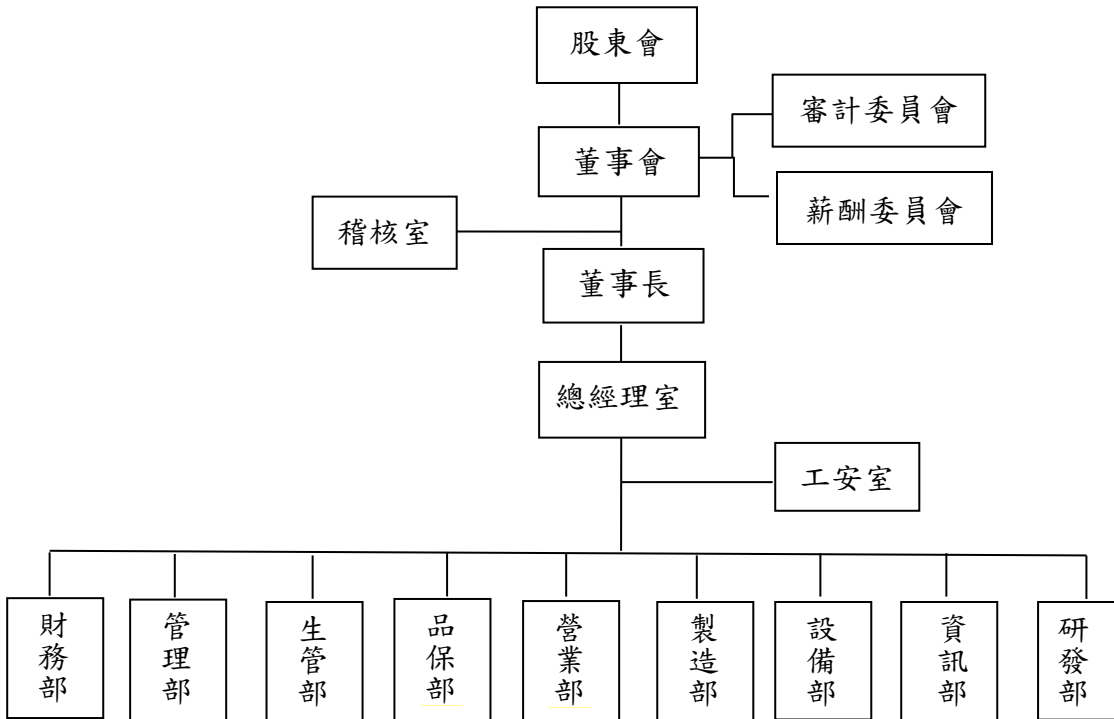 股東會
審計委員會
董事會
薪酬委員會
稽核室
董事長
總經理室
工安室
財務部
管理部
生管部
品保部
營業部
製造部
設備部
資訊部
研發部